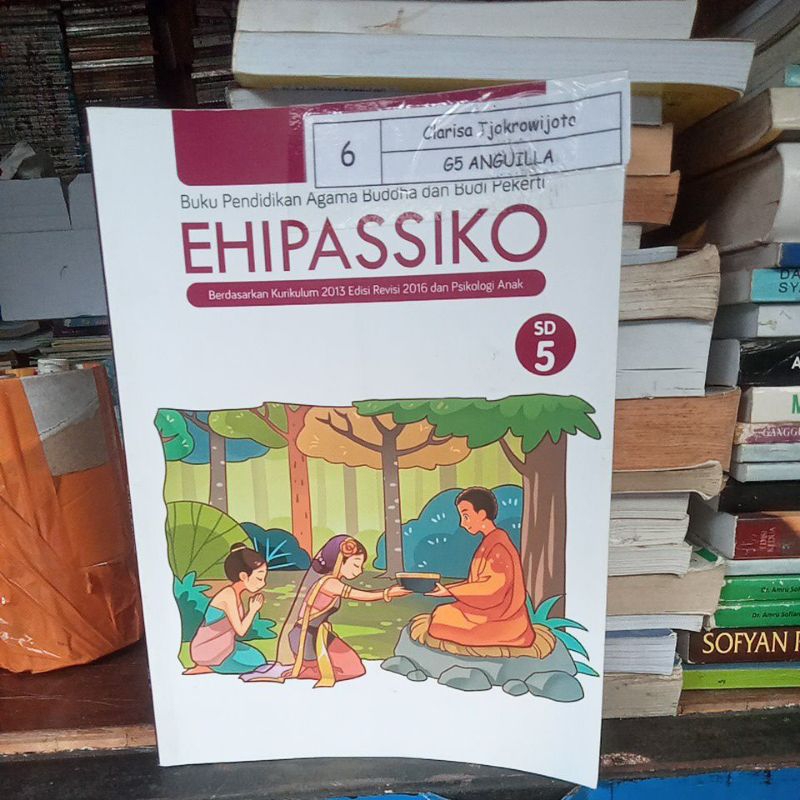 6
Clarisa Tjokrowijoto
G5 ANGUILLA
Buku Pendidikan Agama Buddha dan Budi Pekerti
EHIPASSIKO
Berdasarkan Kurikulum 2013 Edisi Revisi 2016 dan Psikologi Anak
SD
5
SOFYAN